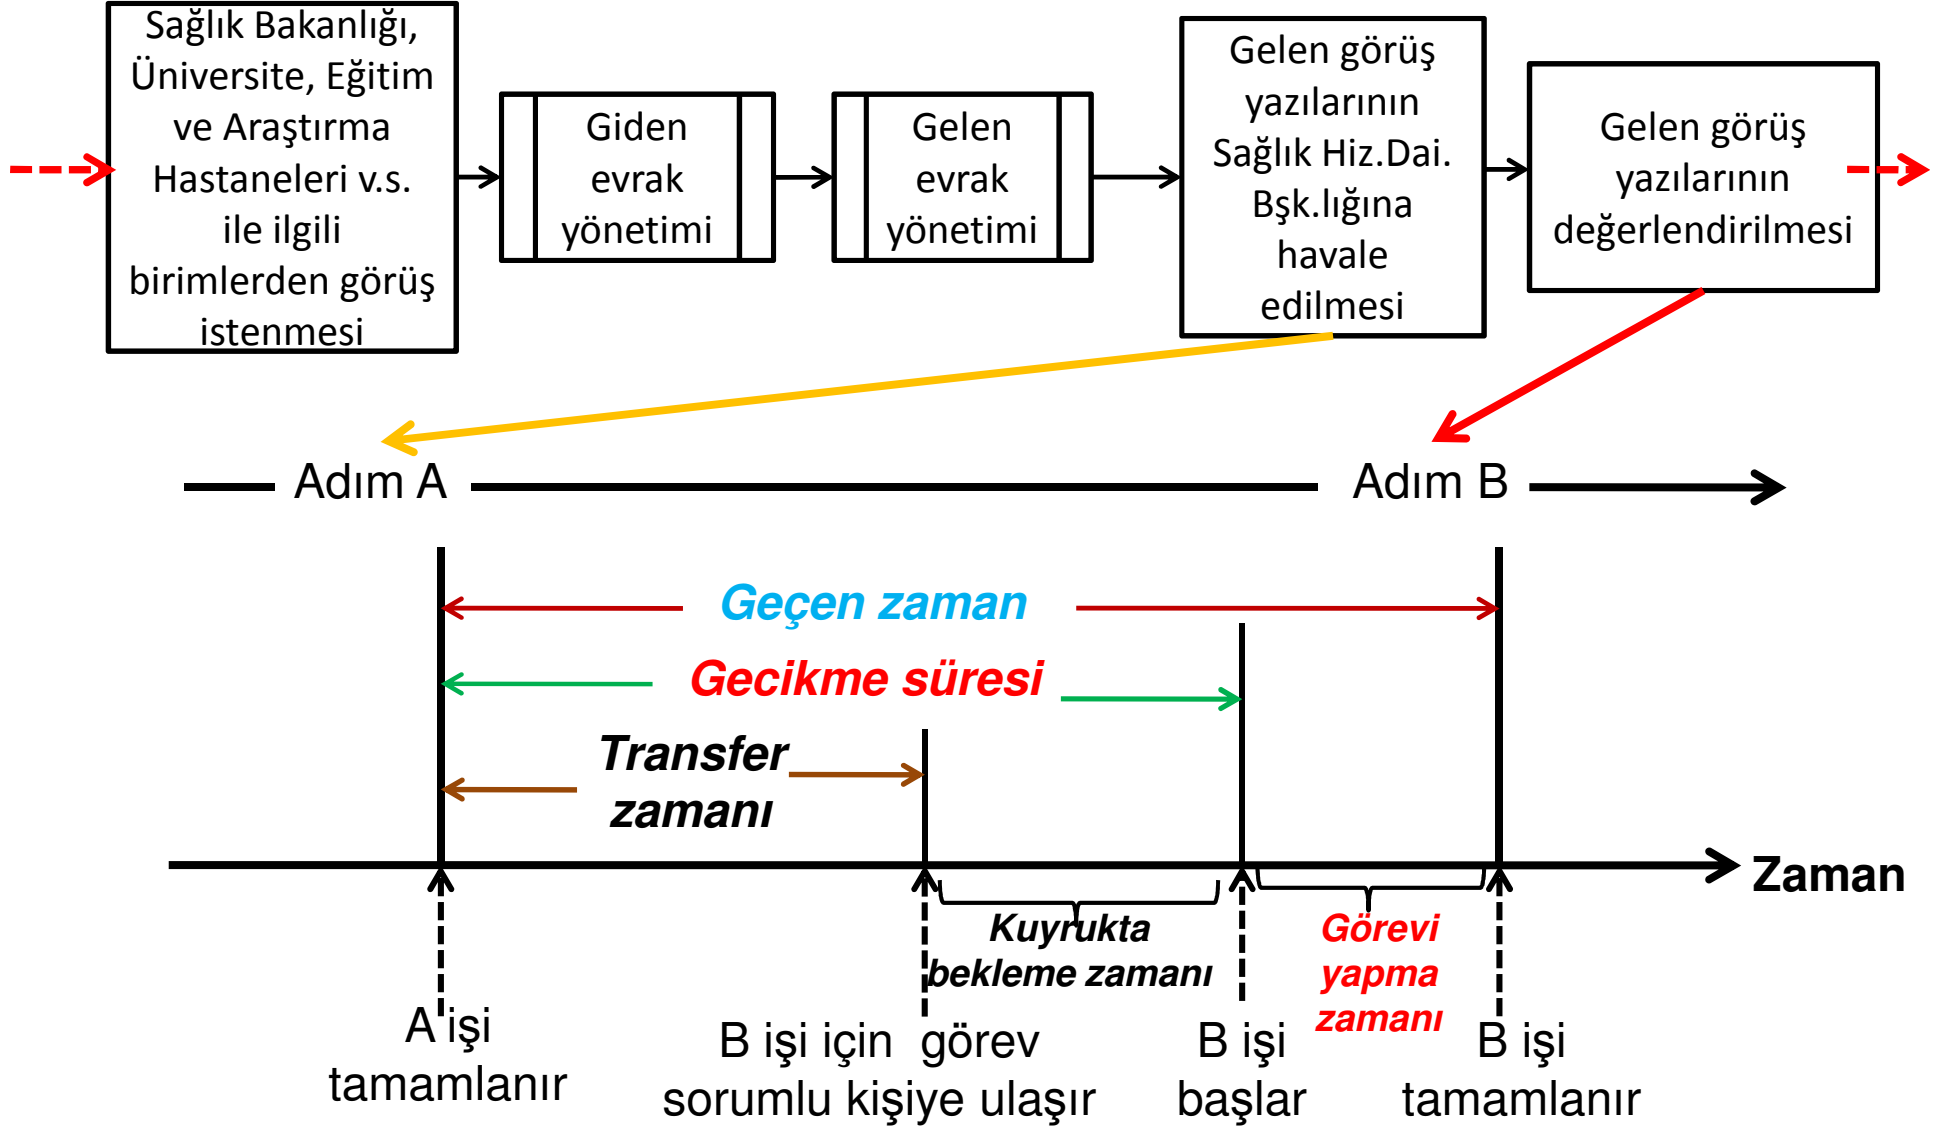 Sağlık Bakanlığı,
Üniversite, Eğitim
ve Araştırma
Hastaneleri v.s.
ile ilgili
birimlerden görüş
istenmesi
Giden
evrak
yönetimi
Gelen
evrak
yönetimi
Gelen görüş
yazılarının
Sağlık Hiz.Dai.
Bşk.lığına
havale
edilmesi
Gelen görüş
yazılarının
değerlendirilmesi
Adım A
Adım B
Geçen zaman
Gecikme süresi
Transfer
zamanı
Zaman
Kuyrukta
bekleme zamanı
Görevi
yapma
zamanı
A işi
tamamlanır
B işi için görev
sorumlu kişiye ulaşır
B işi
başlar
B işi
tamamlanır